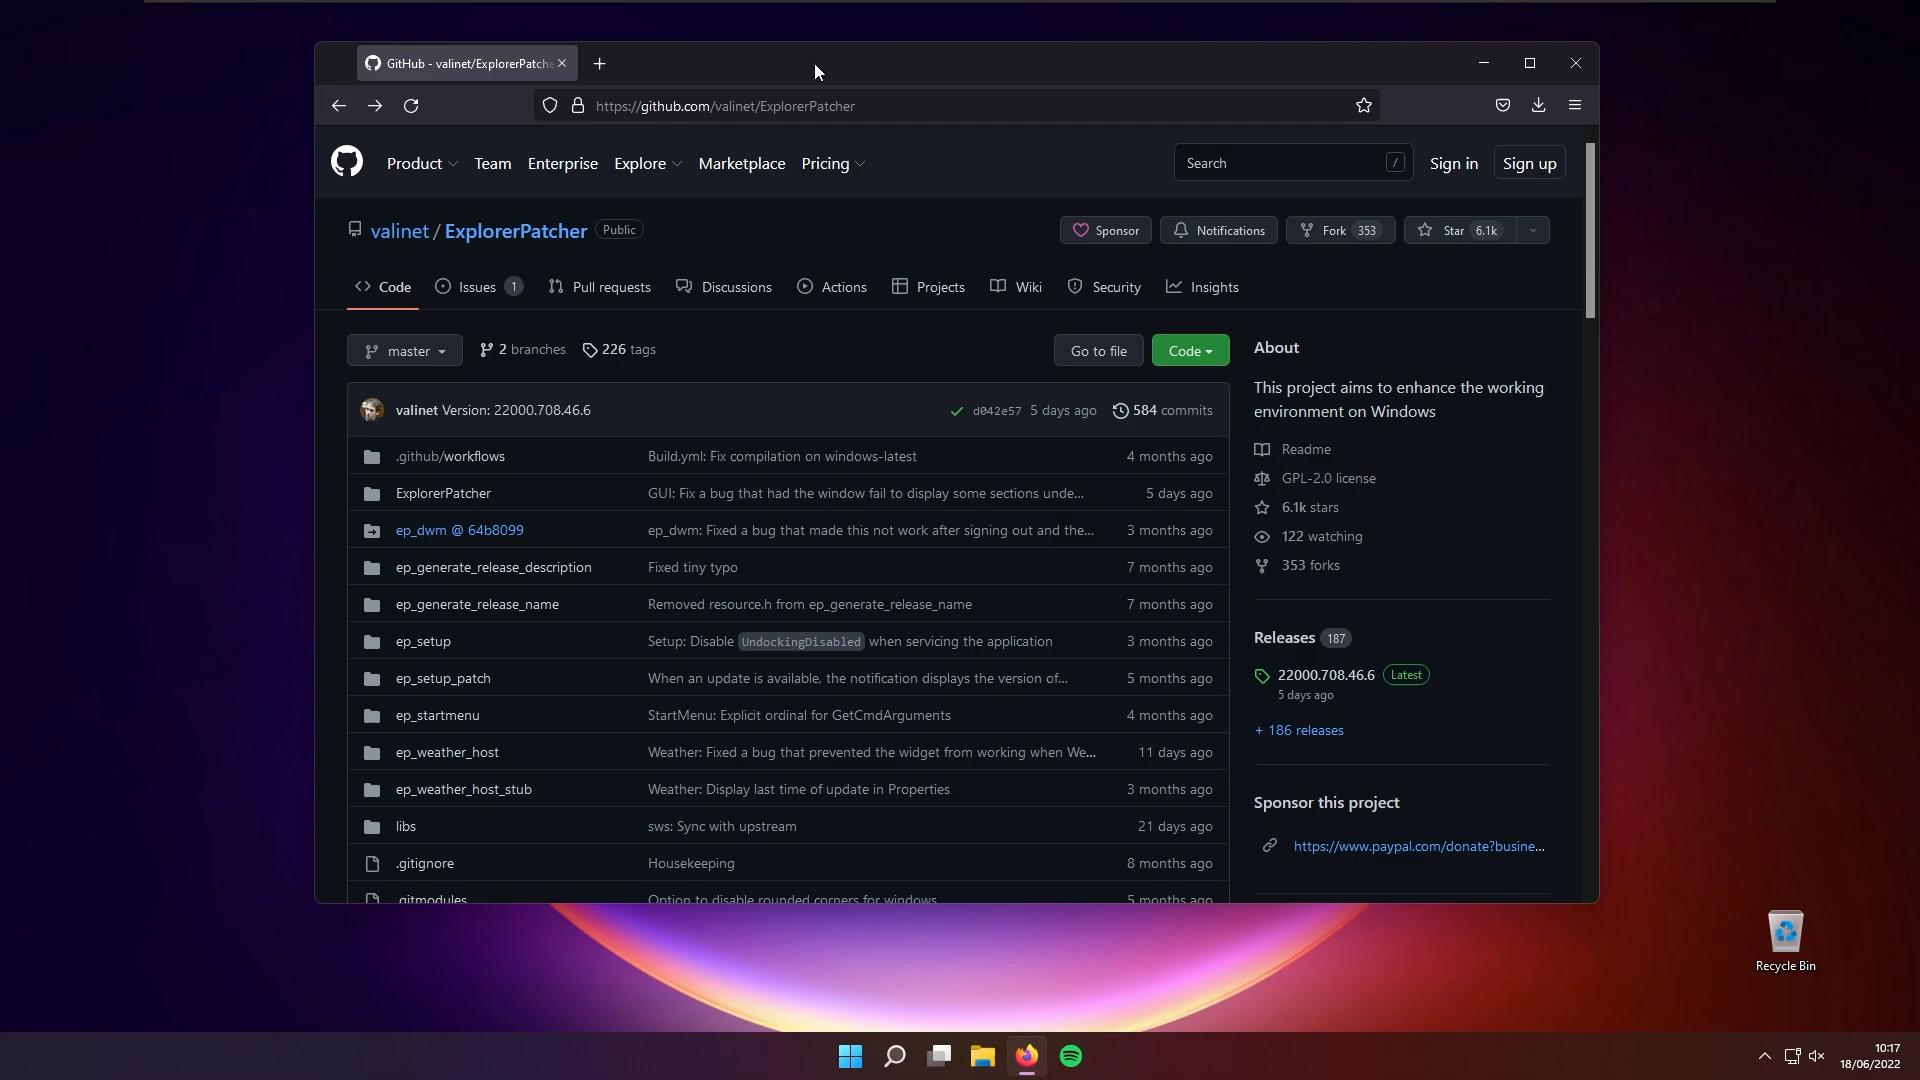 GitHub - valinet/ExplorerPatche
https://github.com/valinet/ExplorerPatcher
Product Team Enterprise Explore Marketplace Pricing
Search /
Sign in Sign up
valinet / ExplorerPatcher Public
Sponsor Notifications Fork 353 Star 6.1k
Code Issues 1 Pull requests Discussions Actions Projects Wiki Security Insights
master 2 branches 226 tags Go to file Code
valinet Version: 22000.708.46.6 d042e57 5 days ago 584 commits
.github/workflows Build.yml: Fix compilation on windows-latest 4 months ago
ExplorerPatcher GUI: Fix a bug that had the window fail to display some sections unde... 5 days ago
ep_dwm @ 64b8099 ep_dwm: Fixed a bug that made this not work after signing out and the... 3 months ago
ep_generate_release_description Fixed tiny typo 7 months ago
ep_generate_release_name Removed resource.h from ep_generate_release_name 7 months ago
ep_setup Setup: Disable UndockingDisabled when servicing the application 3 months ago
ep_setup_patch When an update is available, the notification displays the version of... 5 months ago
ep_startmenu StartMenu: Explicit ordinal for GetCmdArguments 4 months ago
ep_weather_host Weather: Fixed a bug that prevented the widget from working when We... 11 days ago
ep_weather_host_stub Weather: Display last time of update in Properties 3 months ago
libs sws: Sync with upstream 21 days ago
.gitignore Housekeeping 8 months ago
.gitmodules Option to disable rounded corners for windows 5 months ago
About
This project aims to enhance the working
environment on Windows
Readme
GPL-2.0 license
6.1k stars
122 watching
353 forks
Releases 187
22000.708.46.6 Latest
5 days ago
+ 186 releases
Sponsor this project
https://www.paypal.com/donate?busine...
Recycle Bin
10:17
18/06/2022